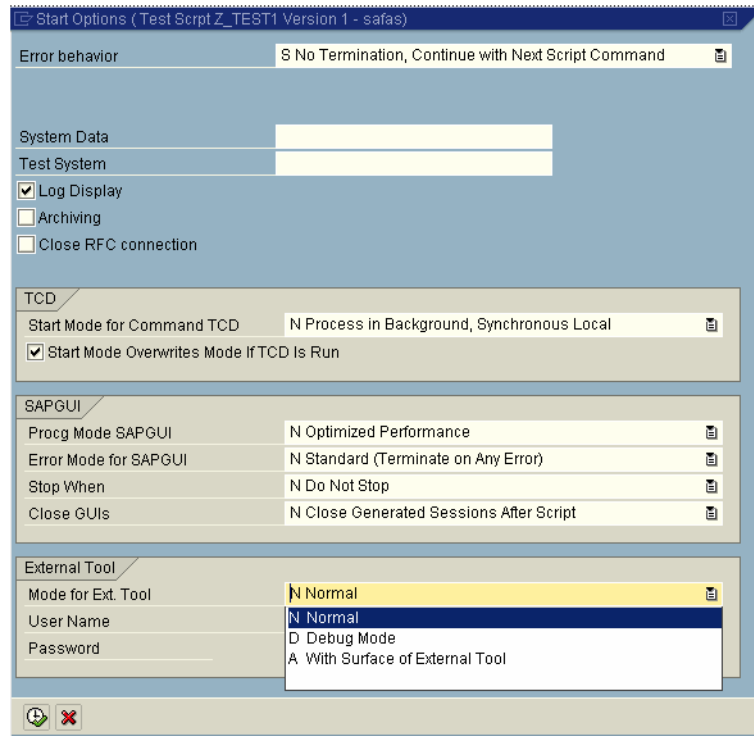 Start Options ( Test Scrpt Z_TEST1 Version 1 - safas)
Error behavior S No Termination, Continue with Next Script Command
System Data
Test System
Log Display
Archiving
Close RFC connection
TCD
Start Mode for Command TCD N Process in Background, Synchronous Local
Start Mode Overwrites Mode If TCD Is Run
SAPGUI
Procg Mode SAPGUI N Optimized Performance
Error Mode for SAPGUI N Standard (Terminate on Any Error)
Stop When N Do Not Stop
Close GUIs N Close Generated Sessions After Script
External Tool
Mode for Ext. Tool N Normal
User Name N Normal
D Debug Mode
Password A With Surface of External Tool